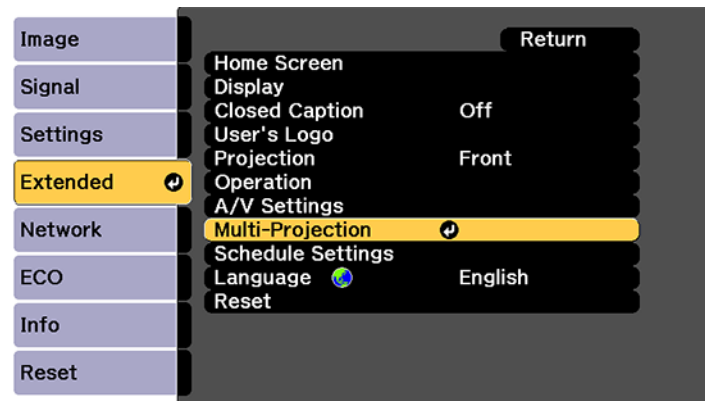 Image
Signal
Settings
Extended
Network
ECO
Info
Reset
Return
Home Screen
Display
Closed Caption Off
User's Logo
Projection Front
Operation
A/V Settings
Multi-Projection
Schedule Settings
Language English
Reset